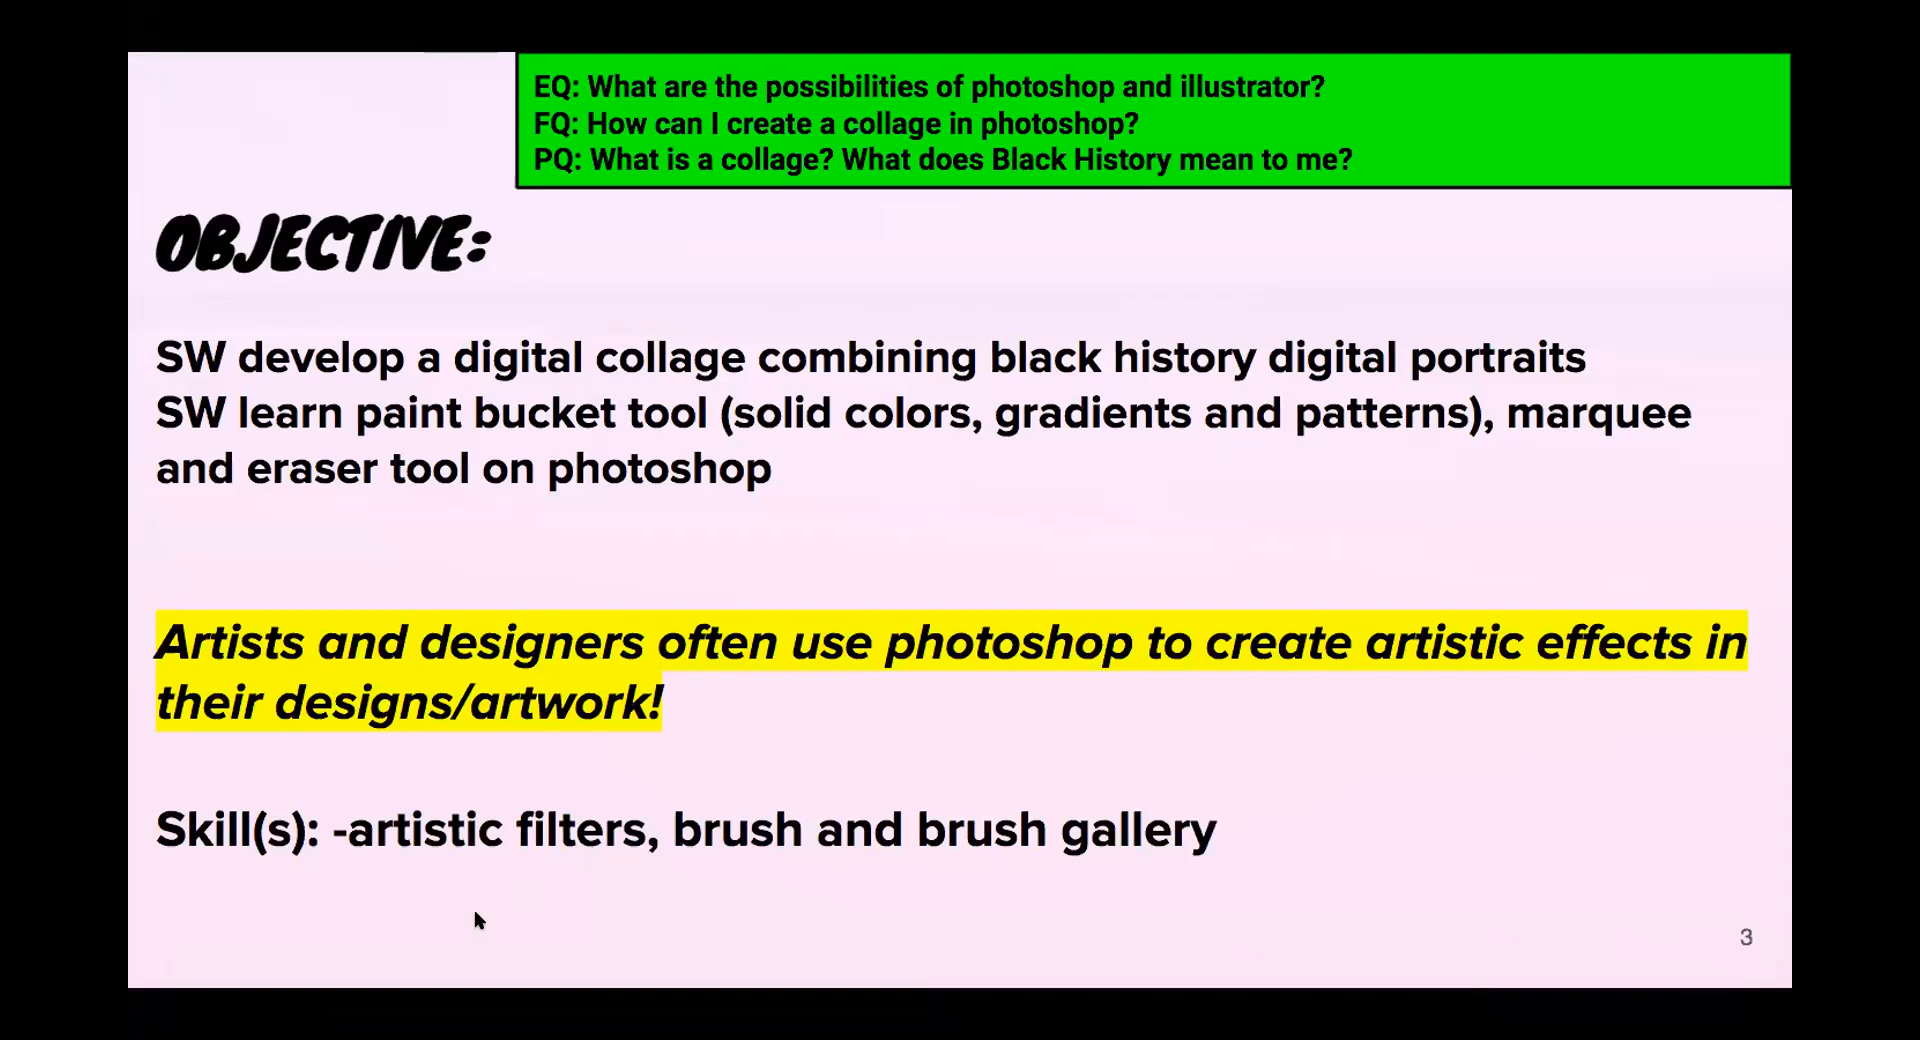 EQ: What are the possibilities of photoshop and illustrator?
FQ: How can I create a collage in photoshop?
PQ: What is a collage? What does Black History mean to me?
OBJECTIVE:
SW develop a digital collage combining black history digital portraits
SW learn paint bucket tool (solid colors, gradients and patterns), marquee
and eraser tool on photoshop
Artists and designers often use photoshop to create artistic effects in
their designs/artwork!
Skill(s): -artistic filters, brush and brush gallery
3